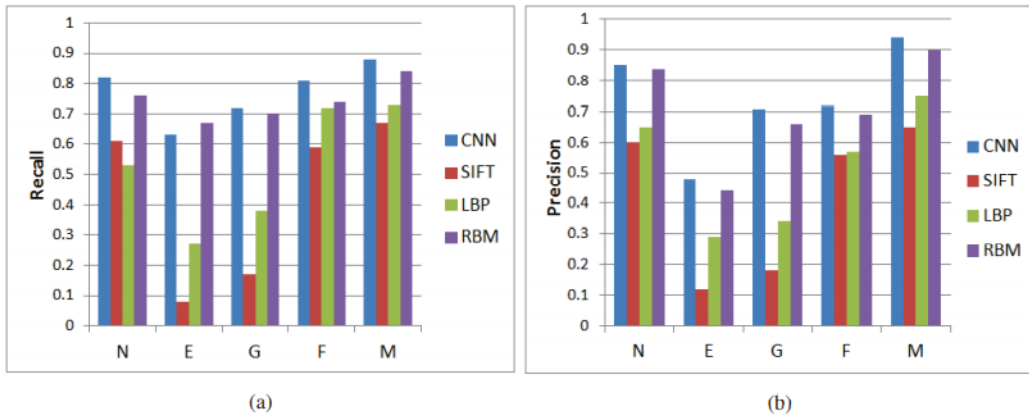 Recall
1
0.9
0.8
0.7
0.6
0.5
0.4
0.3
0.2
0.1
0
N E G F M
CNN
SIFT
LBP
RBM
(a)
Precision
1
0.9
0.8
0.7
0.6
0.5
0.4
0.3
0.2
0.1
0
N E G F M
CNN
SIFT
LBP
RBM
(b)